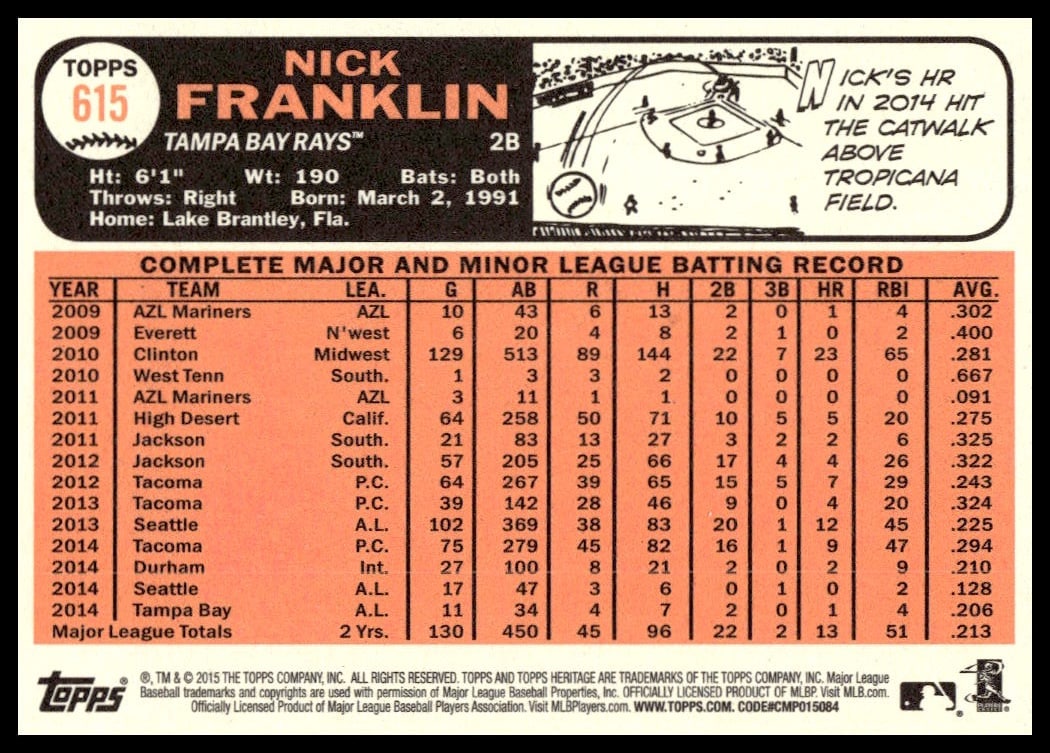 TOPPS
615
NICK
FRANKLIN
TAMPA BAY RAYS™ 2B
Ht: 6'1" Wt: 190 Bats: Both
Throws: Right Born: March 2, 1991
Home: Lake Brantley, Fla.
NICK'S HR
IN 2014 HIT
THE CATWALK
ABOVE
TROPICANA
FIELD.
COMPLETE MAJOR AND MINOR LEAGUE BATTING RECORD
YEAR TEAM LEA. G AB R H 2B 3B HR RBI AVG.
2009 AZL Mariners AZL 10 43 6 13 2 0 1 4 .302
2009 Everett N'west 6 20 4 8 2 1 0 2 .400
2010 Clinton Midwest 129 513 89 144 22 7 23 65 .281
2010 West Tenn South. 1 3 3 2 0 0 0 0 .667
2011 AZL Mariners AZL 3 11 1 1 0 0 0 0 .091
2011 High Desert Calif. 64 258 50 71 10 5 5 20 .275
2011 Jackson South. 21 83 13 27 3 2 2 6 .325
2012 Jackson South. 57 205 25 66 17 4 4 26 .322
2012 Tacoma P.C. 64 267 39 65 15 5 7 29 .243
2013 Tacoma P.C. 39 142 28 46 9 0 4 20 .324
2013 Seattle A.L. 102 369 38 83 20 1 12 45 .225
2014 Tacoma P.C. 75 279 45 82 16 1 9 47 .294
2014 Durham Int. 27 100 8 21 2 0 2 9 .210
2014 Seattle A.L. 17 47 3 6 0 1 0 2 .128
2014 Tampa Bay A.L. 11 34 4 7 2 0 1 4 .206
Major League Totals 2 Yrs. 130 450 45 96 22 2 13 51 .213
topps®
®, TM & © 2015 THE TOPPS COMPANY, INC. ALL RIGHTS RESERVED. TOPPS AND TOPPS HERITAGE ARE TRADEMARKS OF THE TOPPS COMPANY, INC. Major League
Baseball trademarks and copyrights are used with permission of Major League Baseball Properties, Inc. OFFICIALLY LICENSED PRODUCT OF MLBP. Visit MLB.com.
Officially Licensed Product of Major League Baseball Players Association. Visit MLBPlayers.com. WWW.TOPPS.COM. CODE#CMP015084